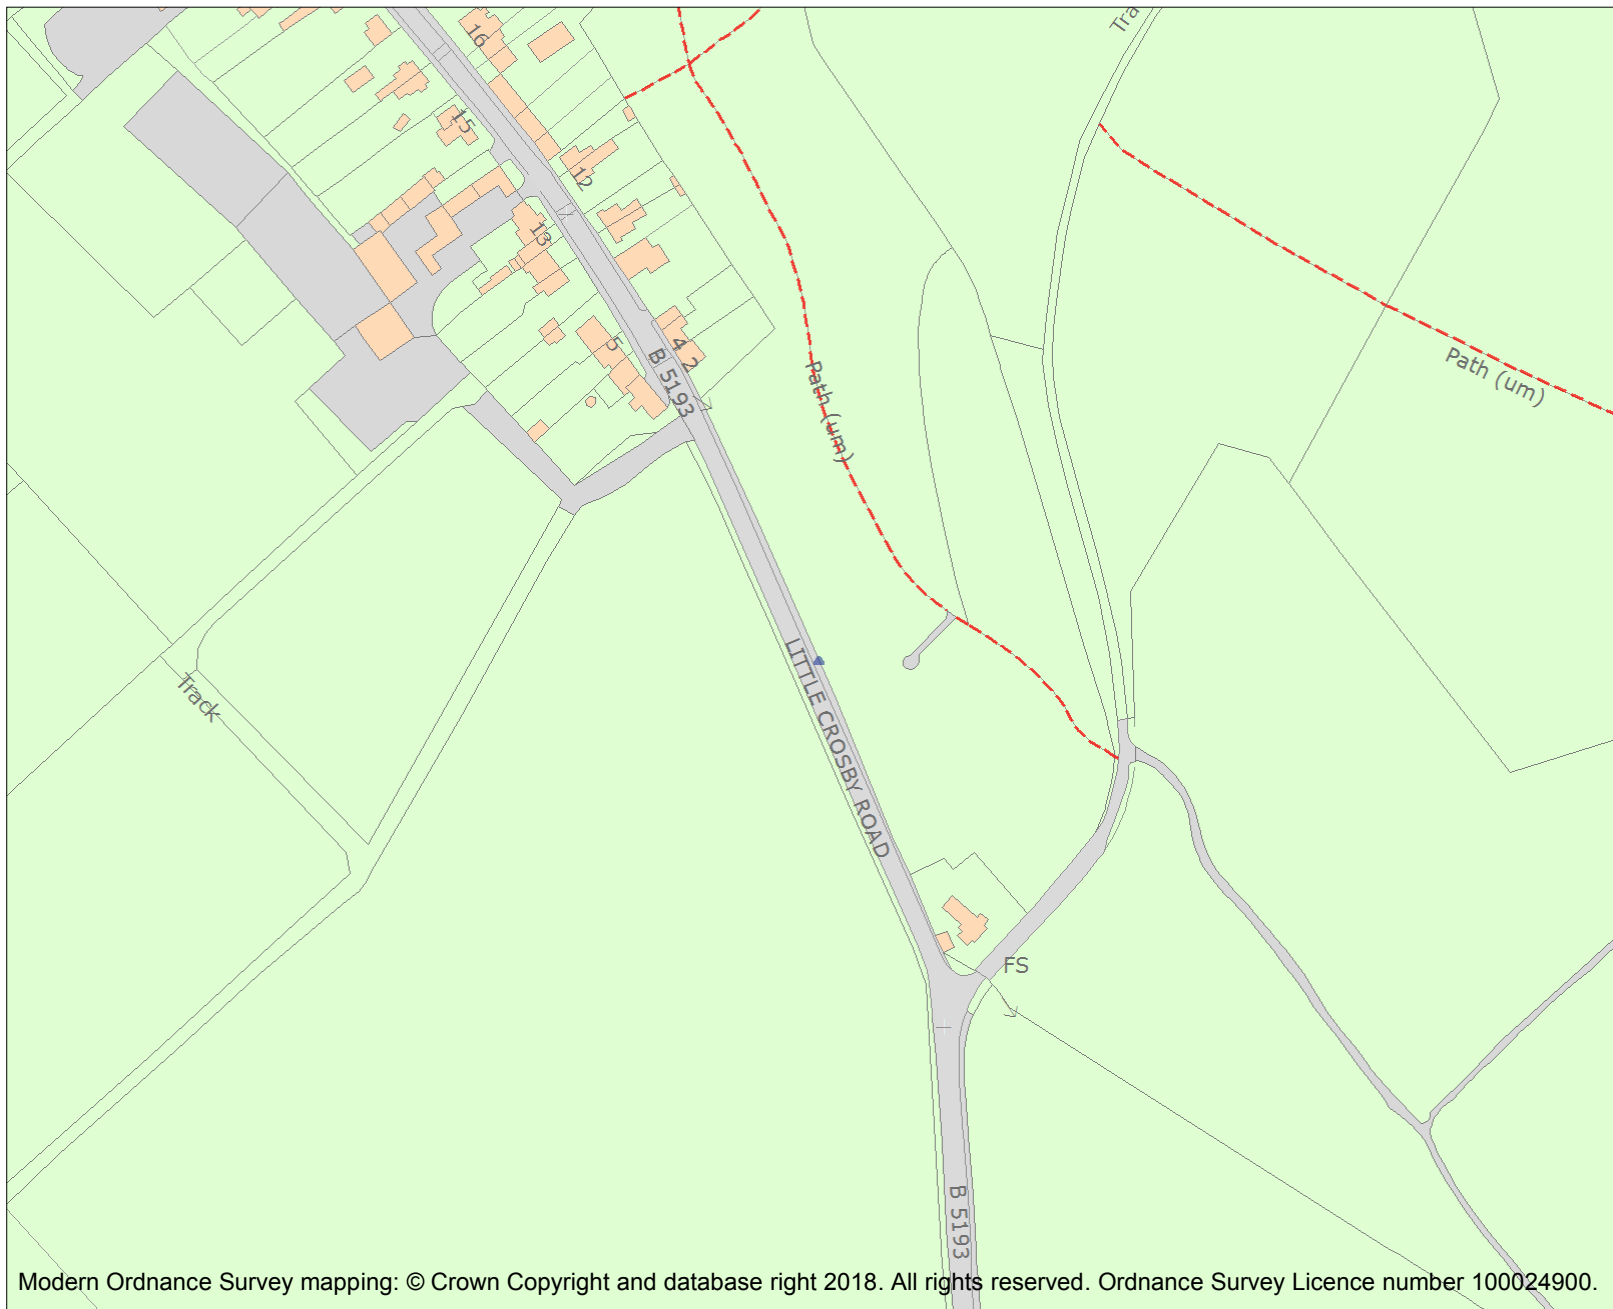 Tra
16
15
12
13
5
4 2
B 5193
Path (um)
Path (um)
Track
LITTLE CROSBY ROAD
FS
B 5193
Modern Ordnance Survey mapping: © Crown Copyright and database right 2018. All rights reserved. Ordnance Survey Licence number 100024900.